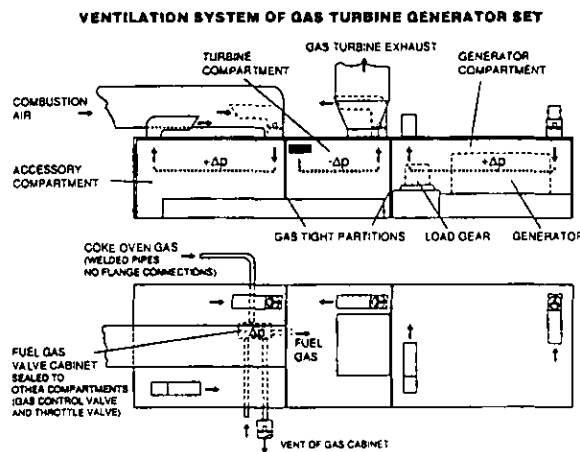 VENTILATION SYSTEM OF GAS TURBINE GENERATOR SET
TURBINE
COMPARTMENT
GAS TURBINE EXHAUST
GENERATOR
COMPARTMENT
COMBUSTION
AIR
ACCESSORY
COMPARTMENT
+Δp
-Δp
+Δp
GAS TIGHT PARTITIONS
LOAD GEAR
GENERATOR
COKE OVEN GAS
(WELDED PIPES
NO FLANGE CONNECTIONS)
-Δp
FUEL
GAS
FUEL GAS
VALVE CABINET
SEALED TO
OTHER COMPARTMENTS
(GAS CONTROL VALVE
AND THROTTLE VALVE)
VENT OF GAS CABINET